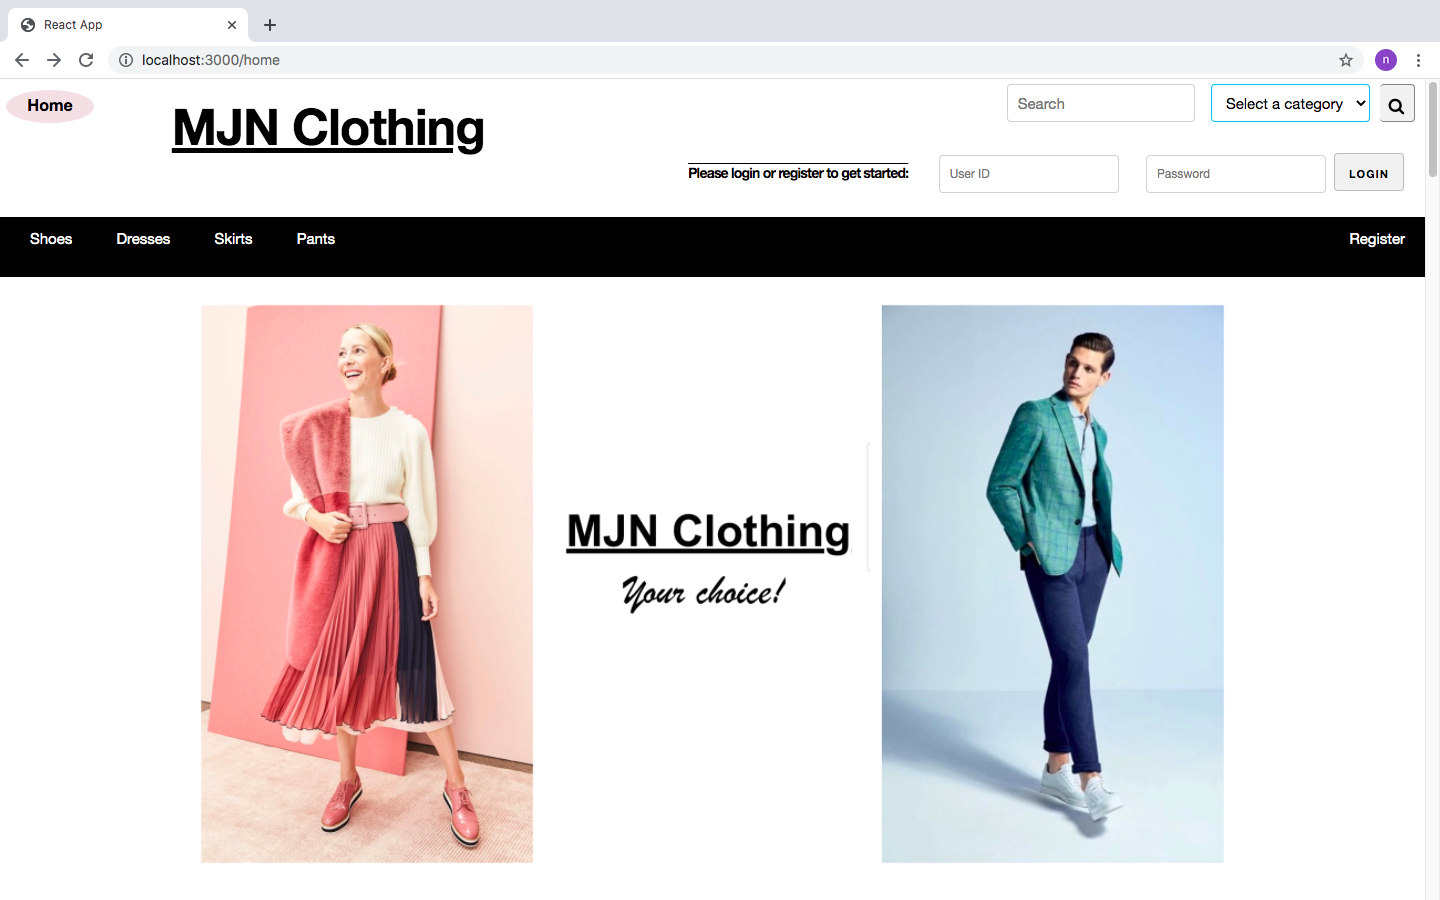 React App
localhost:3000/home
n
Home
MJN Clothing
Search
Select a category
Please login or register to get started:
User ID
Password
LOGIN
Shoes
Dresses
Skirts
Pants
Register
MJN Clothing
Your choice!